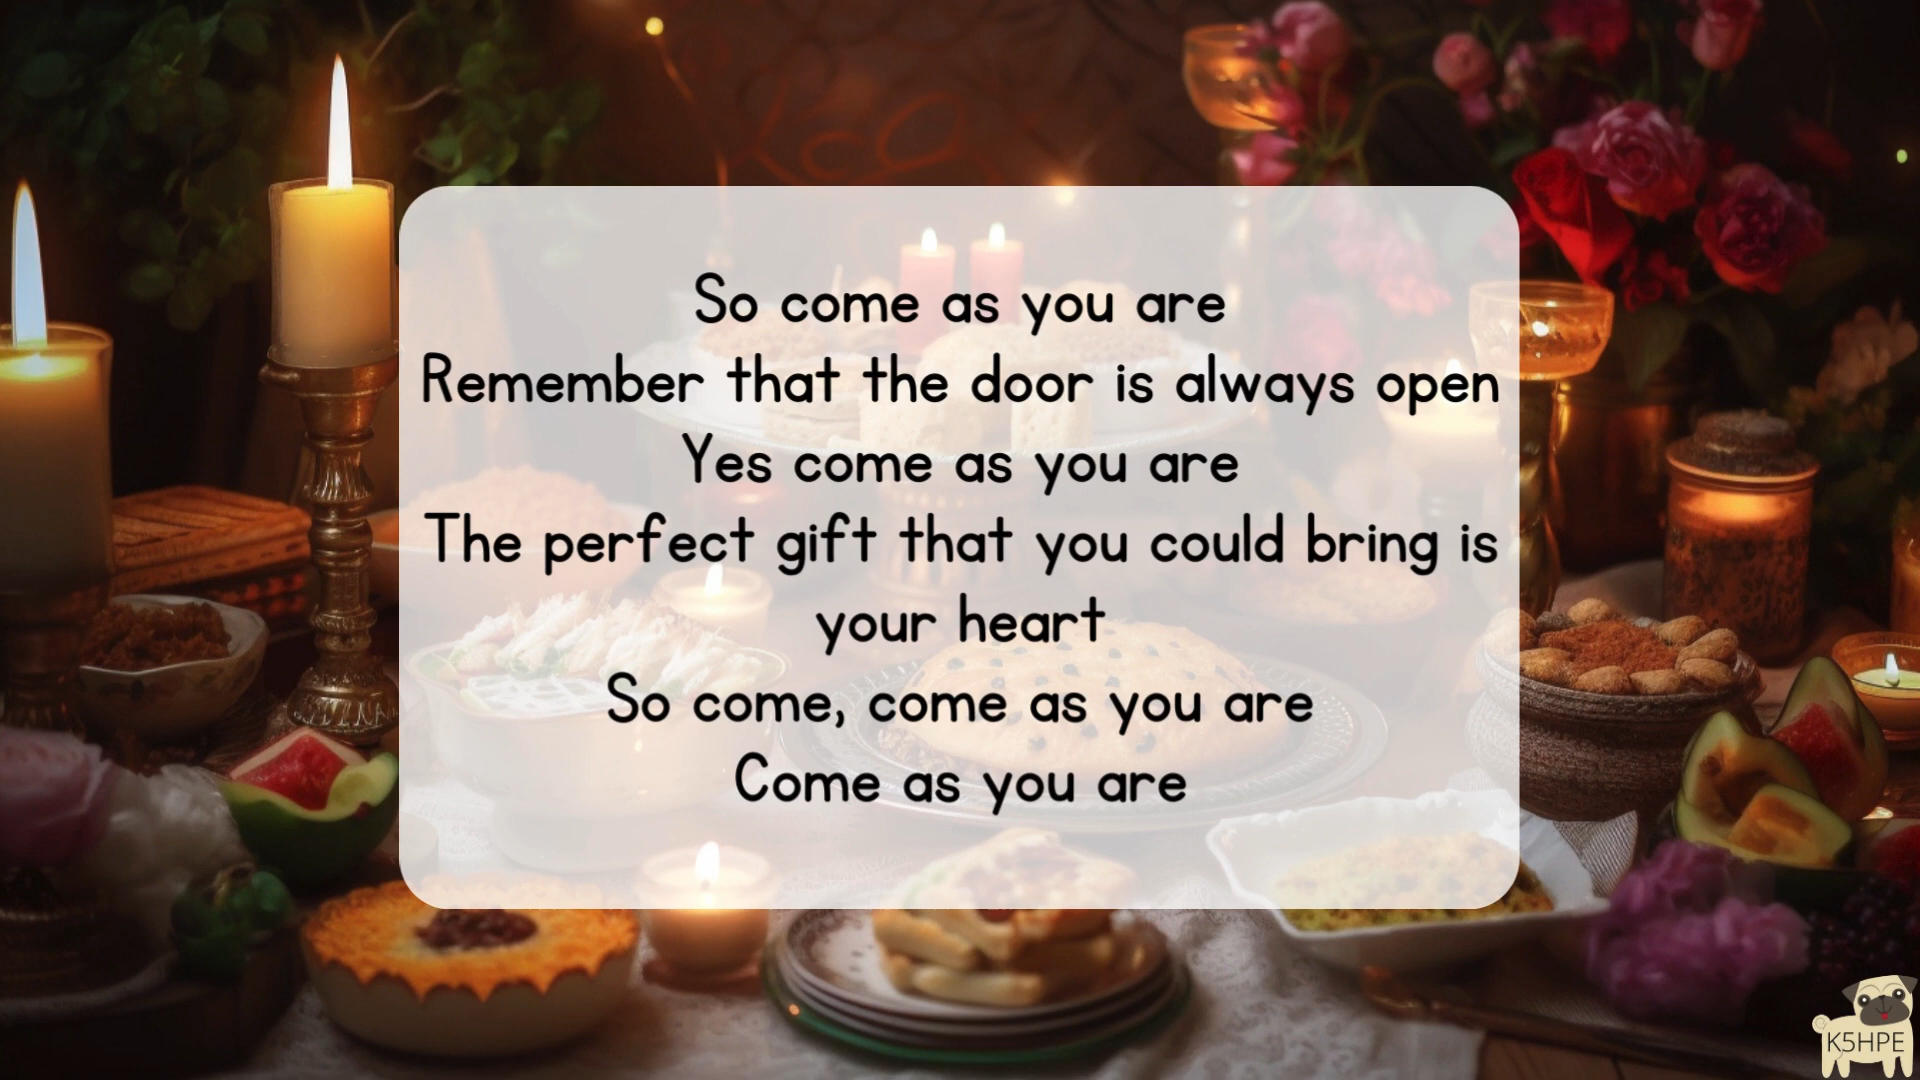 So come as you are
Remember that the door is always open
Yes come as you are
The perfect gift that you could bring is
your heart
So come, come as you are
Come as you are
K5HPE